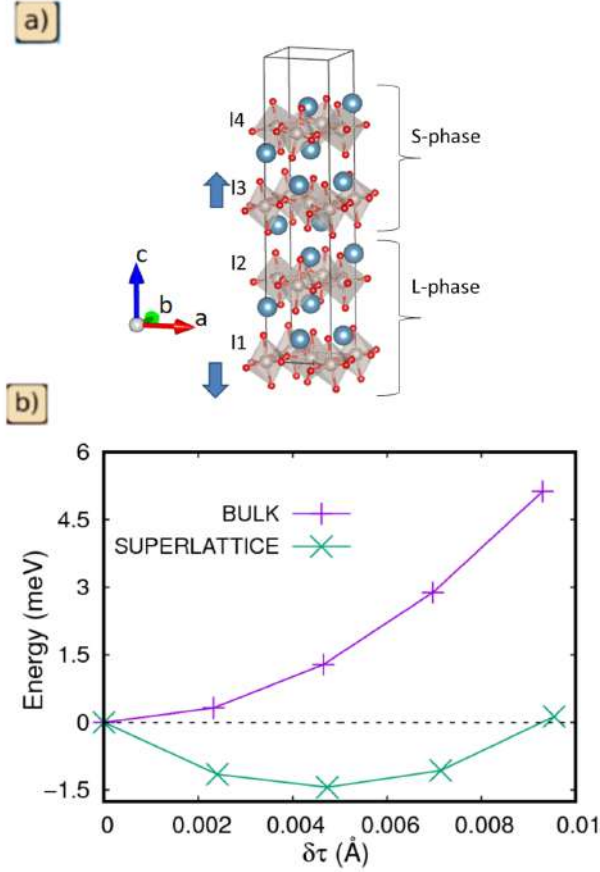 a)
l4
S-phase
l3
l2
L-phase
c
b
a
l1
b)
6
4.5
3
1.5
0
−1.5
Energy (meV)
BULK
SUPERLATTICE
0 0.002 0.004 0.006 0.008 0.01
δτ (Å)